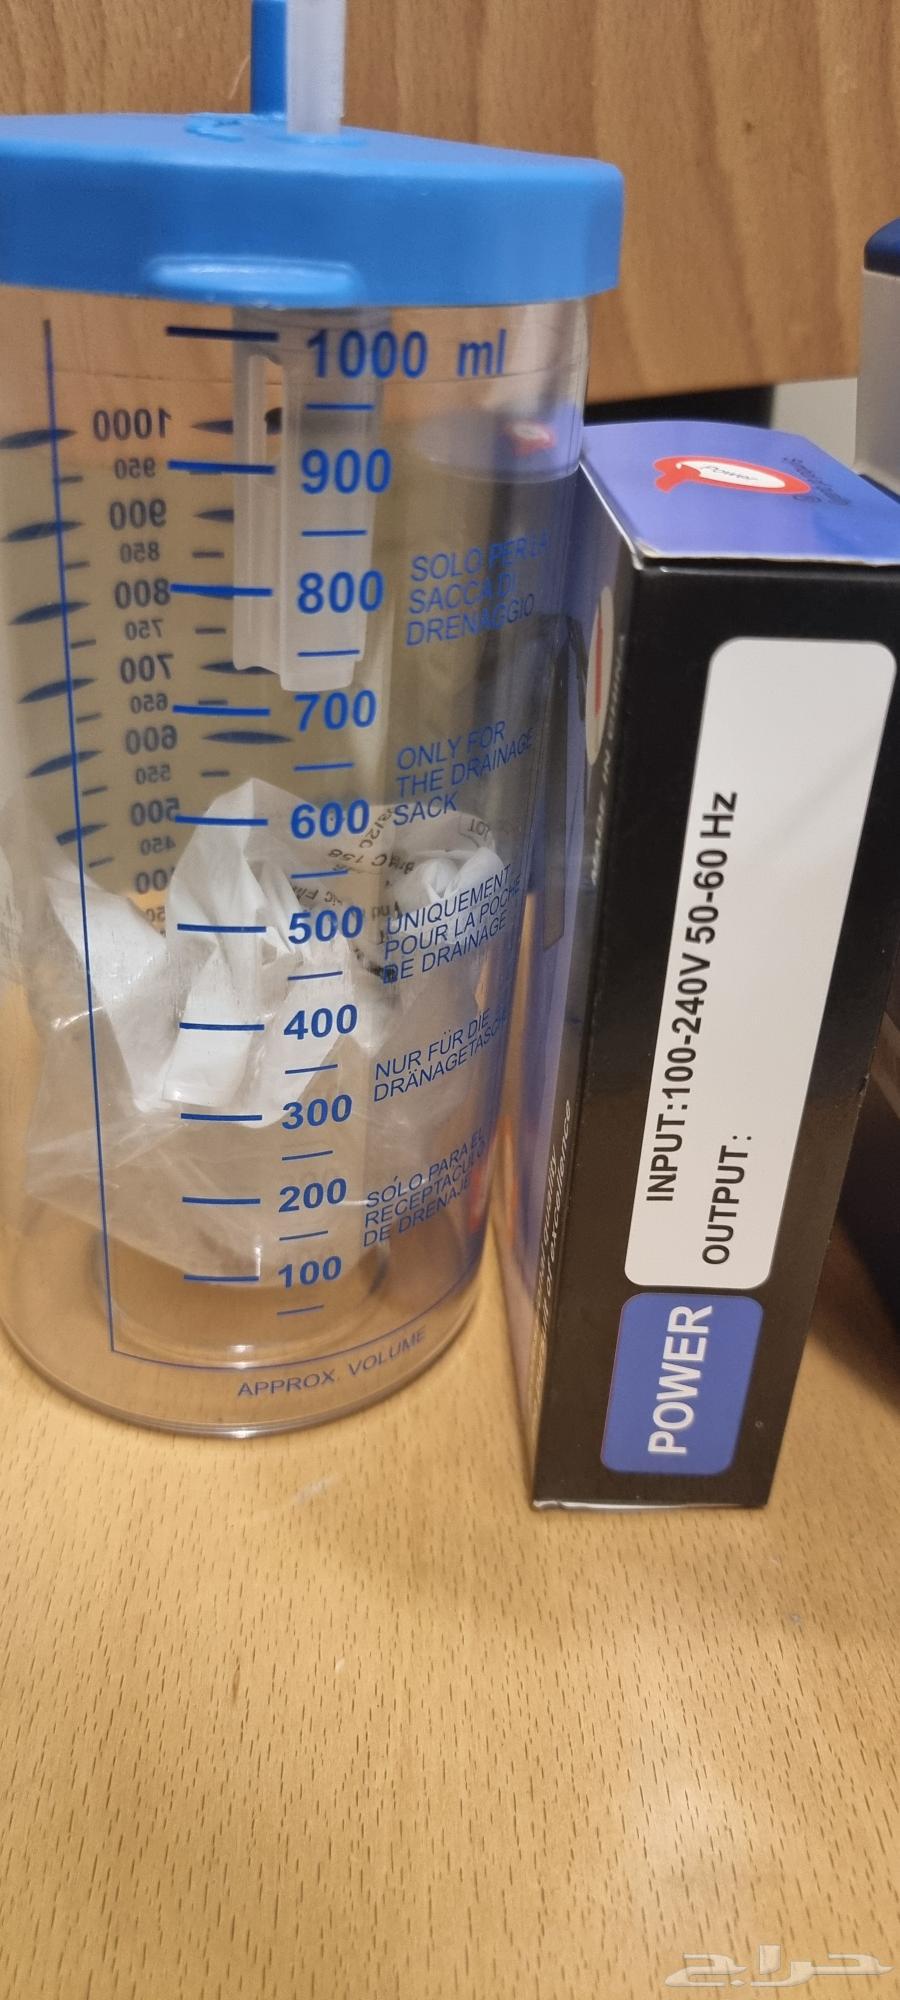 1000 ml
900
800
700
600
500
400
300
200
100
SOLO PER LA
SACCA DI
DRENAGGIO
ONLY FOR
THE DRAINAGE
SACK
UNIQUEMENT
POUR LA POCHE
DE DRAINAGE
NUR FÜR DIE
DRÄNAGETASCHE
SÓLO PARA EL
RECEPTACULO
DE DRENAJE
APPROX. VOLUME
1000
950
900
850
800
750
700
650
600
550
500
450
Power
MADE IN
INPUT:100-240V 50-60 Hz
OUTPUT:
POWER
حراج